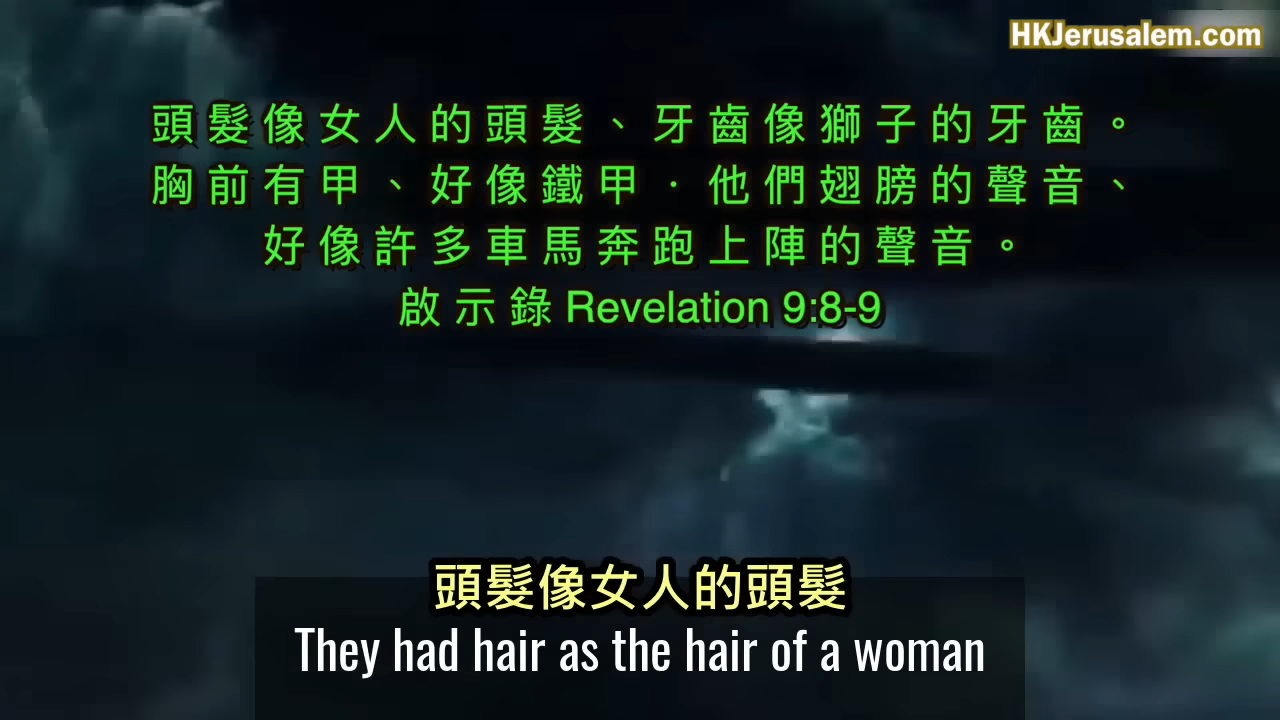 HKJerusalem.com
頭髮像女人的頭髮、牙齒像獅子的牙齒。
胸前有甲、好像鐵甲．他們翅膀的聲音、
好像許多車馬奔跑上陣的聲音。
啟示錄 Revelation 9:8-9
頭髮像女人的頭髮
They had hair as the hair of a woman